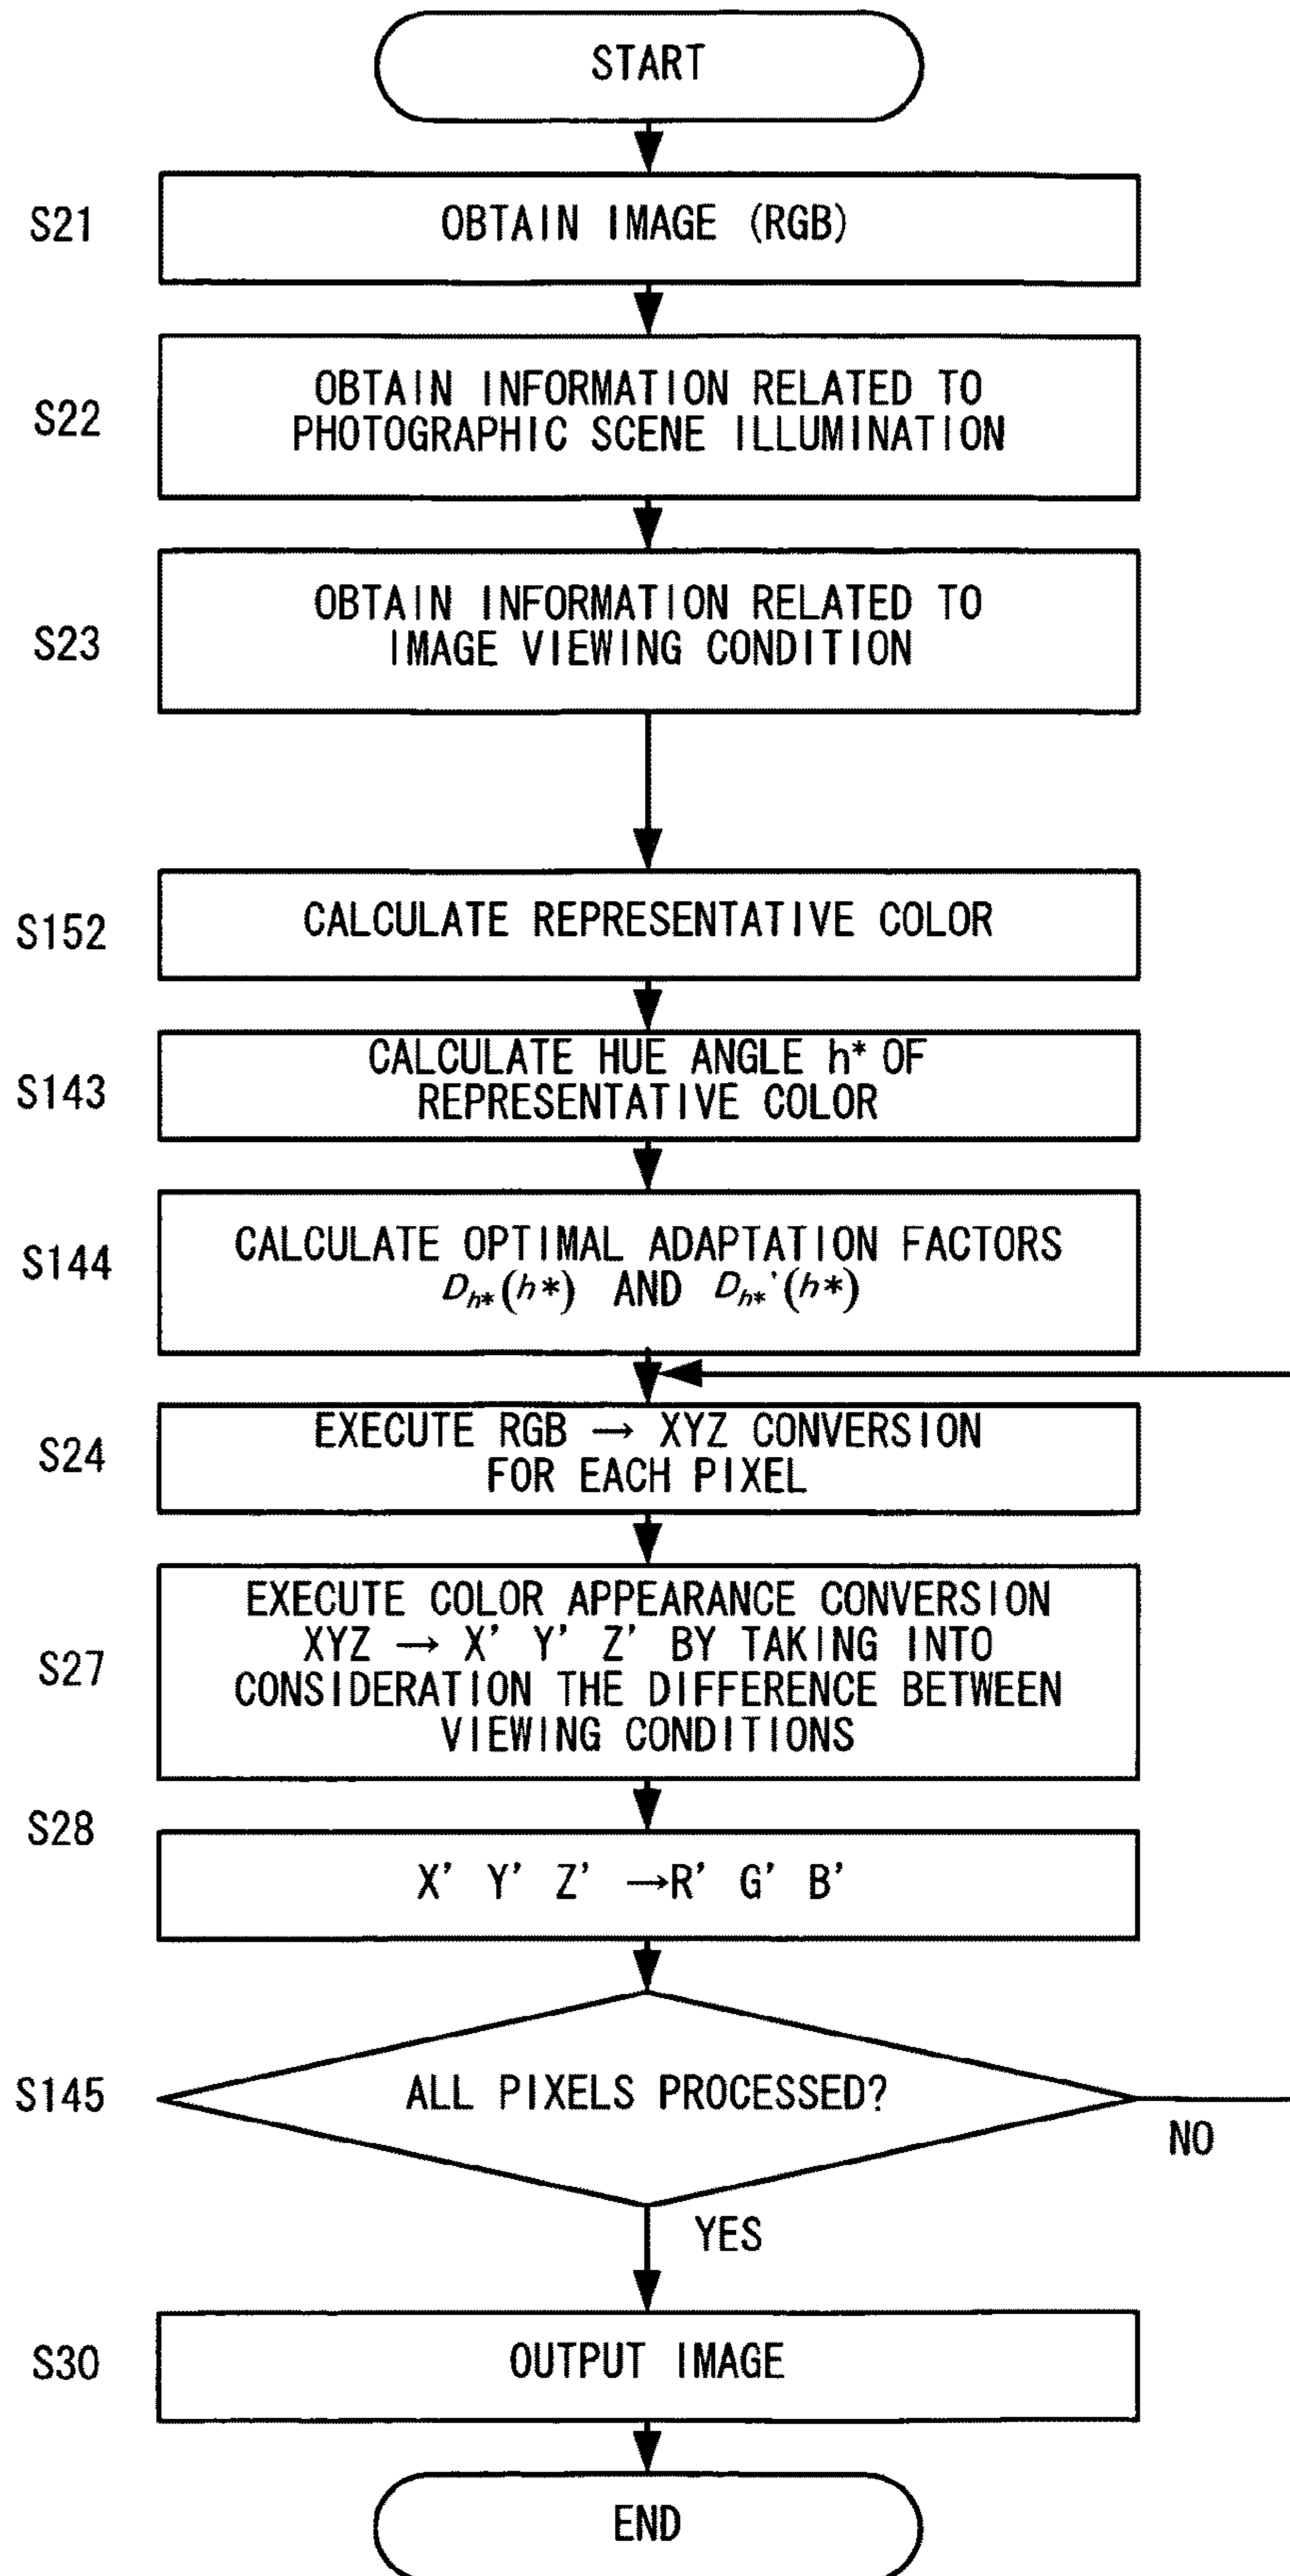 START
S21
OBTAIN IMAGE (RGB)
S22
OBTAIN INFORMATION RELATED TO
PHOTOGRAPHIC SCENE ILLUMINATION
S23
OBTAIN INFORMATION RELATED TO
IMAGE VIEWING CONDITION
S152
CALCULATE REPRESENTATIVE COLOR
S143
CALCULATE HUE ANGLE h* OF
REPRESENTATIVE COLOR
S144
CALCULATE OPTIMAL ADAPTATION FACTORS
Dh*(h*) AND Dh*'(h*)
S24
EXECUTE RGB → XYZ CONVERSION
FOR EACH PIXEL
S27
EXECUTE COLOR APPEARANCE CONVERSION
XYZ → X' Y' Z' BY TAKING INTO
CONSIDERATION THE DIFFERENCE BETWEEN
VIEWING CONDITIONS
S28
X' Y' Z' →R' G' B'
S145
ALL PIXELS PROCESSED?
NO
YES
S30
OUTPUT IMAGE
END